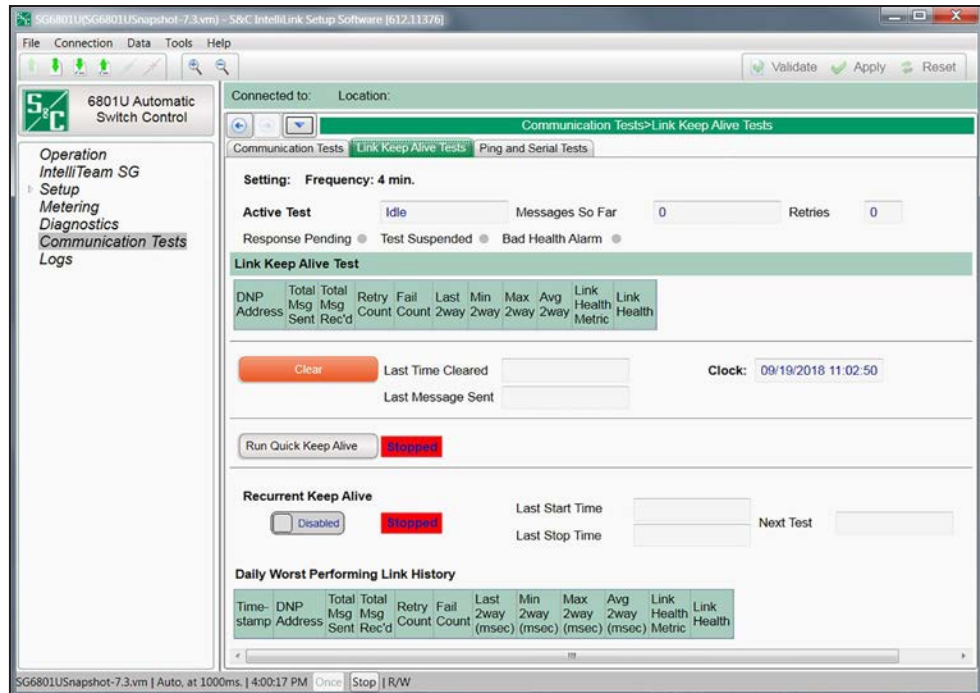 SG6801U(SG6801USnapshot-7.3.vm) - S&C IntelliLink Setup Software [612.11376]
File Connection Data Tools Help
Validate Apply Reset
S&C
6801U Automatic
Switch Control
Connected to: Location:
Communication Tests>Link Keep Alive Tests
Communication Tests Link Keep Alive Tests Ping and Serial Tests
Operation
IntelliTeam SG
Setup
Metering
Diagnostics
Communication Tests
Logs
Setting: Frequency: 4 min.
Active Test Idle Messages So Far 0 Retries 0
Response Pending Test Suspended Bad Health Alarm
Link Keep Alive Test
DNP Address Total Msg Sent Total Msg Rec'd Retry Count Fail Count Last 2way Min 2way Max 2way Avg 2way Link Health Metric Link Health
Clear Last Time Cleared Clock: 09/19/2018 11:02:50
Last Message Sent
Run Quick Keep Alive Stopped
Recurrent Keep Alive
Disabled Stopped
Last Start Time
Last Stop Time
Next Test
Daily Worst Performing Link History
Time-stamp DNP Address Total Msg Sent Total Msg Rec'd Retry Count Fail Count Last 2way (msec) Min 2way (msec) Max 2way (msec) Avg 2way (msec) Link Health Metric Link Health
SG6801USnapshot-7.3.vm | Auto, at 1000ms. | 4:00:17 PM Once Stop | R/W